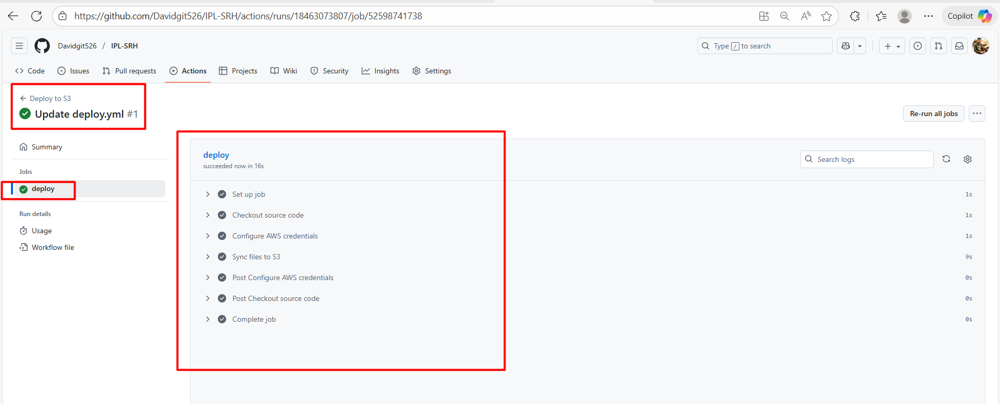 https://github.com/Davidgit526/IPL-SRH/actions/runs/18463073807/job/52598741738
Copilot
Davidgit526 / IPL-SRH
Type / to search
Code
Issues
Pull requests
Actions
Projects
Wiki
Security
Insights
Settings
Deploy to S3
Update deploy.yml #1
Re-run all jobs
Summary
Jobs
deploy
Run details
Usage
Workflow file
deploy
succeeded now in 16s
Search logs
Set up job 1s
Checkout source code 1s
Configure AWS credentials 1s
Sync files to S3 9s
Post Configure AWS credentials 0s
Post Checkout source code 0s
Complete job 0s